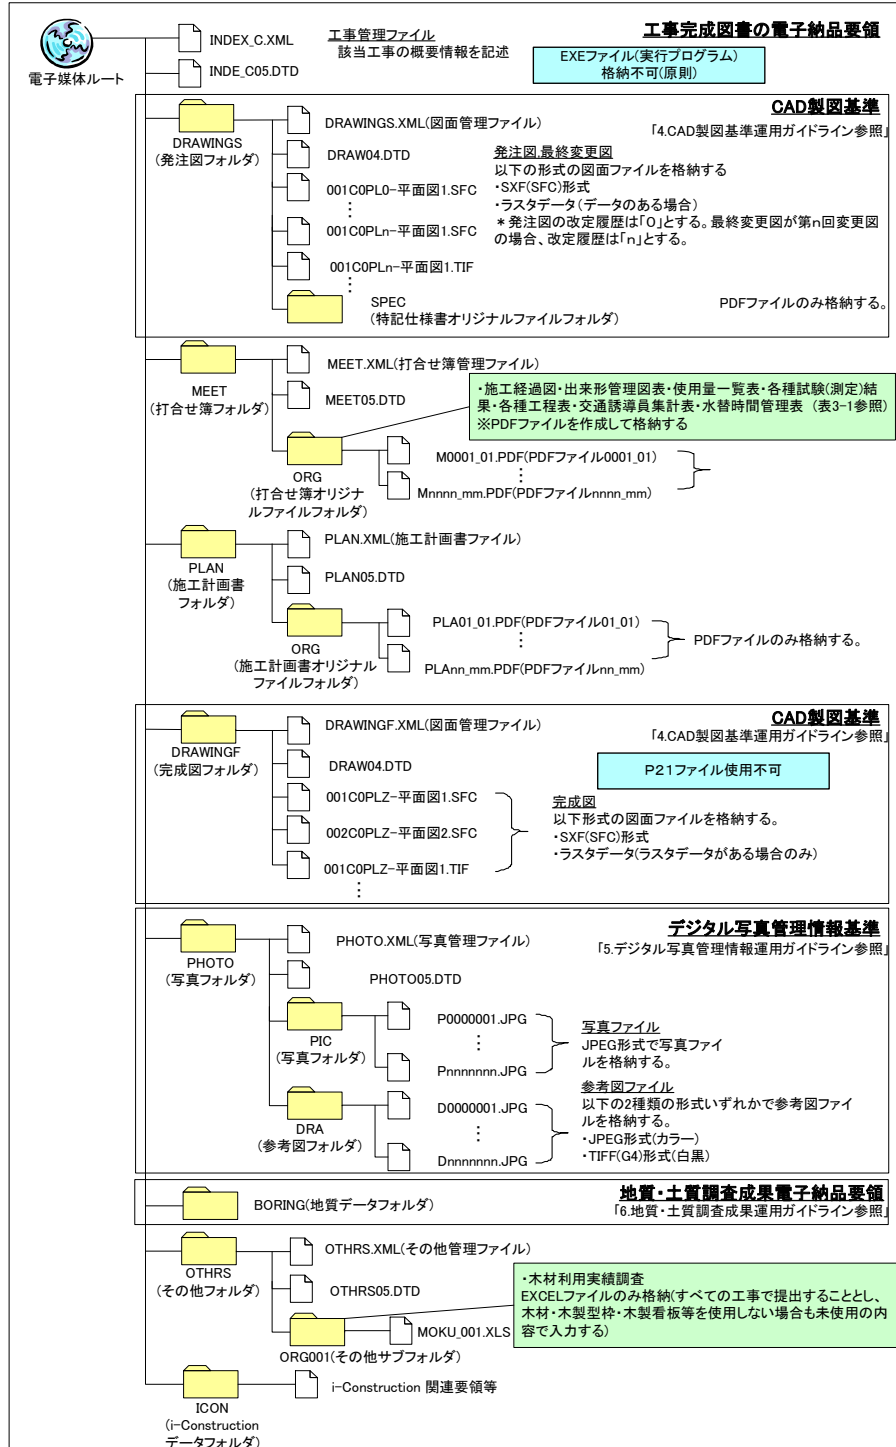 工事完成図書の電子納品要領
電子媒体ルート
INDEX_C.XML
工事管理ファイル
該当工事の概要情報を記述
INDE_C05.DTD
EXEファイル(実行プログラム)
格納不可(原則)
CAD製図基準
「4.CAD製図基準運用ガイドライン参照」
DRAWINGS
(発注図フォルダ)
DRAWINGS.XML(図面管理ファイル)
DRAW04.DTD
001C0PL0-平面図1.SFC
⋮
001C0PLn-平面図1.SFC
001C0PLn-平面図1.TIF
⋮
発注図,最終変更図
以下の形式の図面ファイルを格納する
・SXF(SFC)形式
・ラスタデータ(データのある場合)
*発注図の改定履歴は「0」とする。最終変更図が第n回変更図
の場合、改定履歴は「n」とする。
SPEC
(特記仕様書オリジナルファイルフォルダ)
PDFファイルのみ格納する。
MEET
(打合せ簿フォルダ)
MEET.XML(打合せ簿管理ファイル)
MEET05.DTD
・施工経過図・出来形管理図表・使用量一覧表・各種試験(測定)結
果・各種工程表・交通誘導員集計表・水替時間管理表 (表3-1参照)
※PDFファイルを作成して格納する
ORG
(打合せ簿オリジナ
ルファイルフォルダ)
M0001_01.PDF(PDFファイル0001_01)
⋮
Mnnnn_mm.PDF(PDFファイルnnnn_mm)
PLAN
(施工計画書
フォルダ)
PLAN.XML(施工計画書ファイル)
PLAN05.DTD
ORG
(施工計画書オリジナル
ファイルフォルダ)
PLA01_01.PDF(PDFファイル01_01)
⋮
PLAnn_mm.PDF(PDFファイルnn_mm)
PDFファイルのみ格納する。
CAD製図基準
「4.CAD製図基準運用ガイドライン参照」
DRAWINGF
(完成図フォルダ)
DRAWINGF.XML(図面管理ファイル)
DRAW04.DTD
P21ファイル使用不可
001C0PLZ-平面図1.SFC
002C0PLZ-平面図2.SFC
001C0PLZ-平面図1.TIF
⋮
完成図
以下形式の図面ファイルを格納する。
・SXF(SFC)形式
・ラスタデータ(ラスタデータがある場合のみ)
デジタル写真管理情報基準
「5.デジタル写真管理情報運用ガイドライン参照」
PHOTO
(写真フォルダ)
PHOTO.XML(写真管理ファイル)
PHOTO05.DTD
PIC
(写真フォルダ)
P0000001.JPG
⋮
Pnnnnnnn.JPG
写真ファイル
JPEG形式で写真ファイ
ルを格納する。
DRA
(参考図フォルダ)
D0000001.JPG
⋮
Dnnnnnnn.JPG
参考図ファイル
以下の2種類の形式いずれかで参考図ファイ
ルを格納する。
・JPEG形式(カラー)
・TIFF(G4)形式(白黒)
地質・土質調査成果電子納品要領
「6.地質・土質調査成果運用ガイドライン参照」
BORING(地質データフォルダ)
OTHRS
(その他フォルダ)
OTHRS.XML(その他管理ファイル)
OTHRS05.DTD
・木材利用実績調査
EXCELファイルのみ格納(すべての工事で提出することとし、
木材・木製型枠・木製看板等を使用しない場合も未使用の内
容で入力する)
MOKU_001.XLS
ORG001(その他サブフォルダ)
ICON
(i-Construction
データフォルダ)
i-Construction 関連要領等